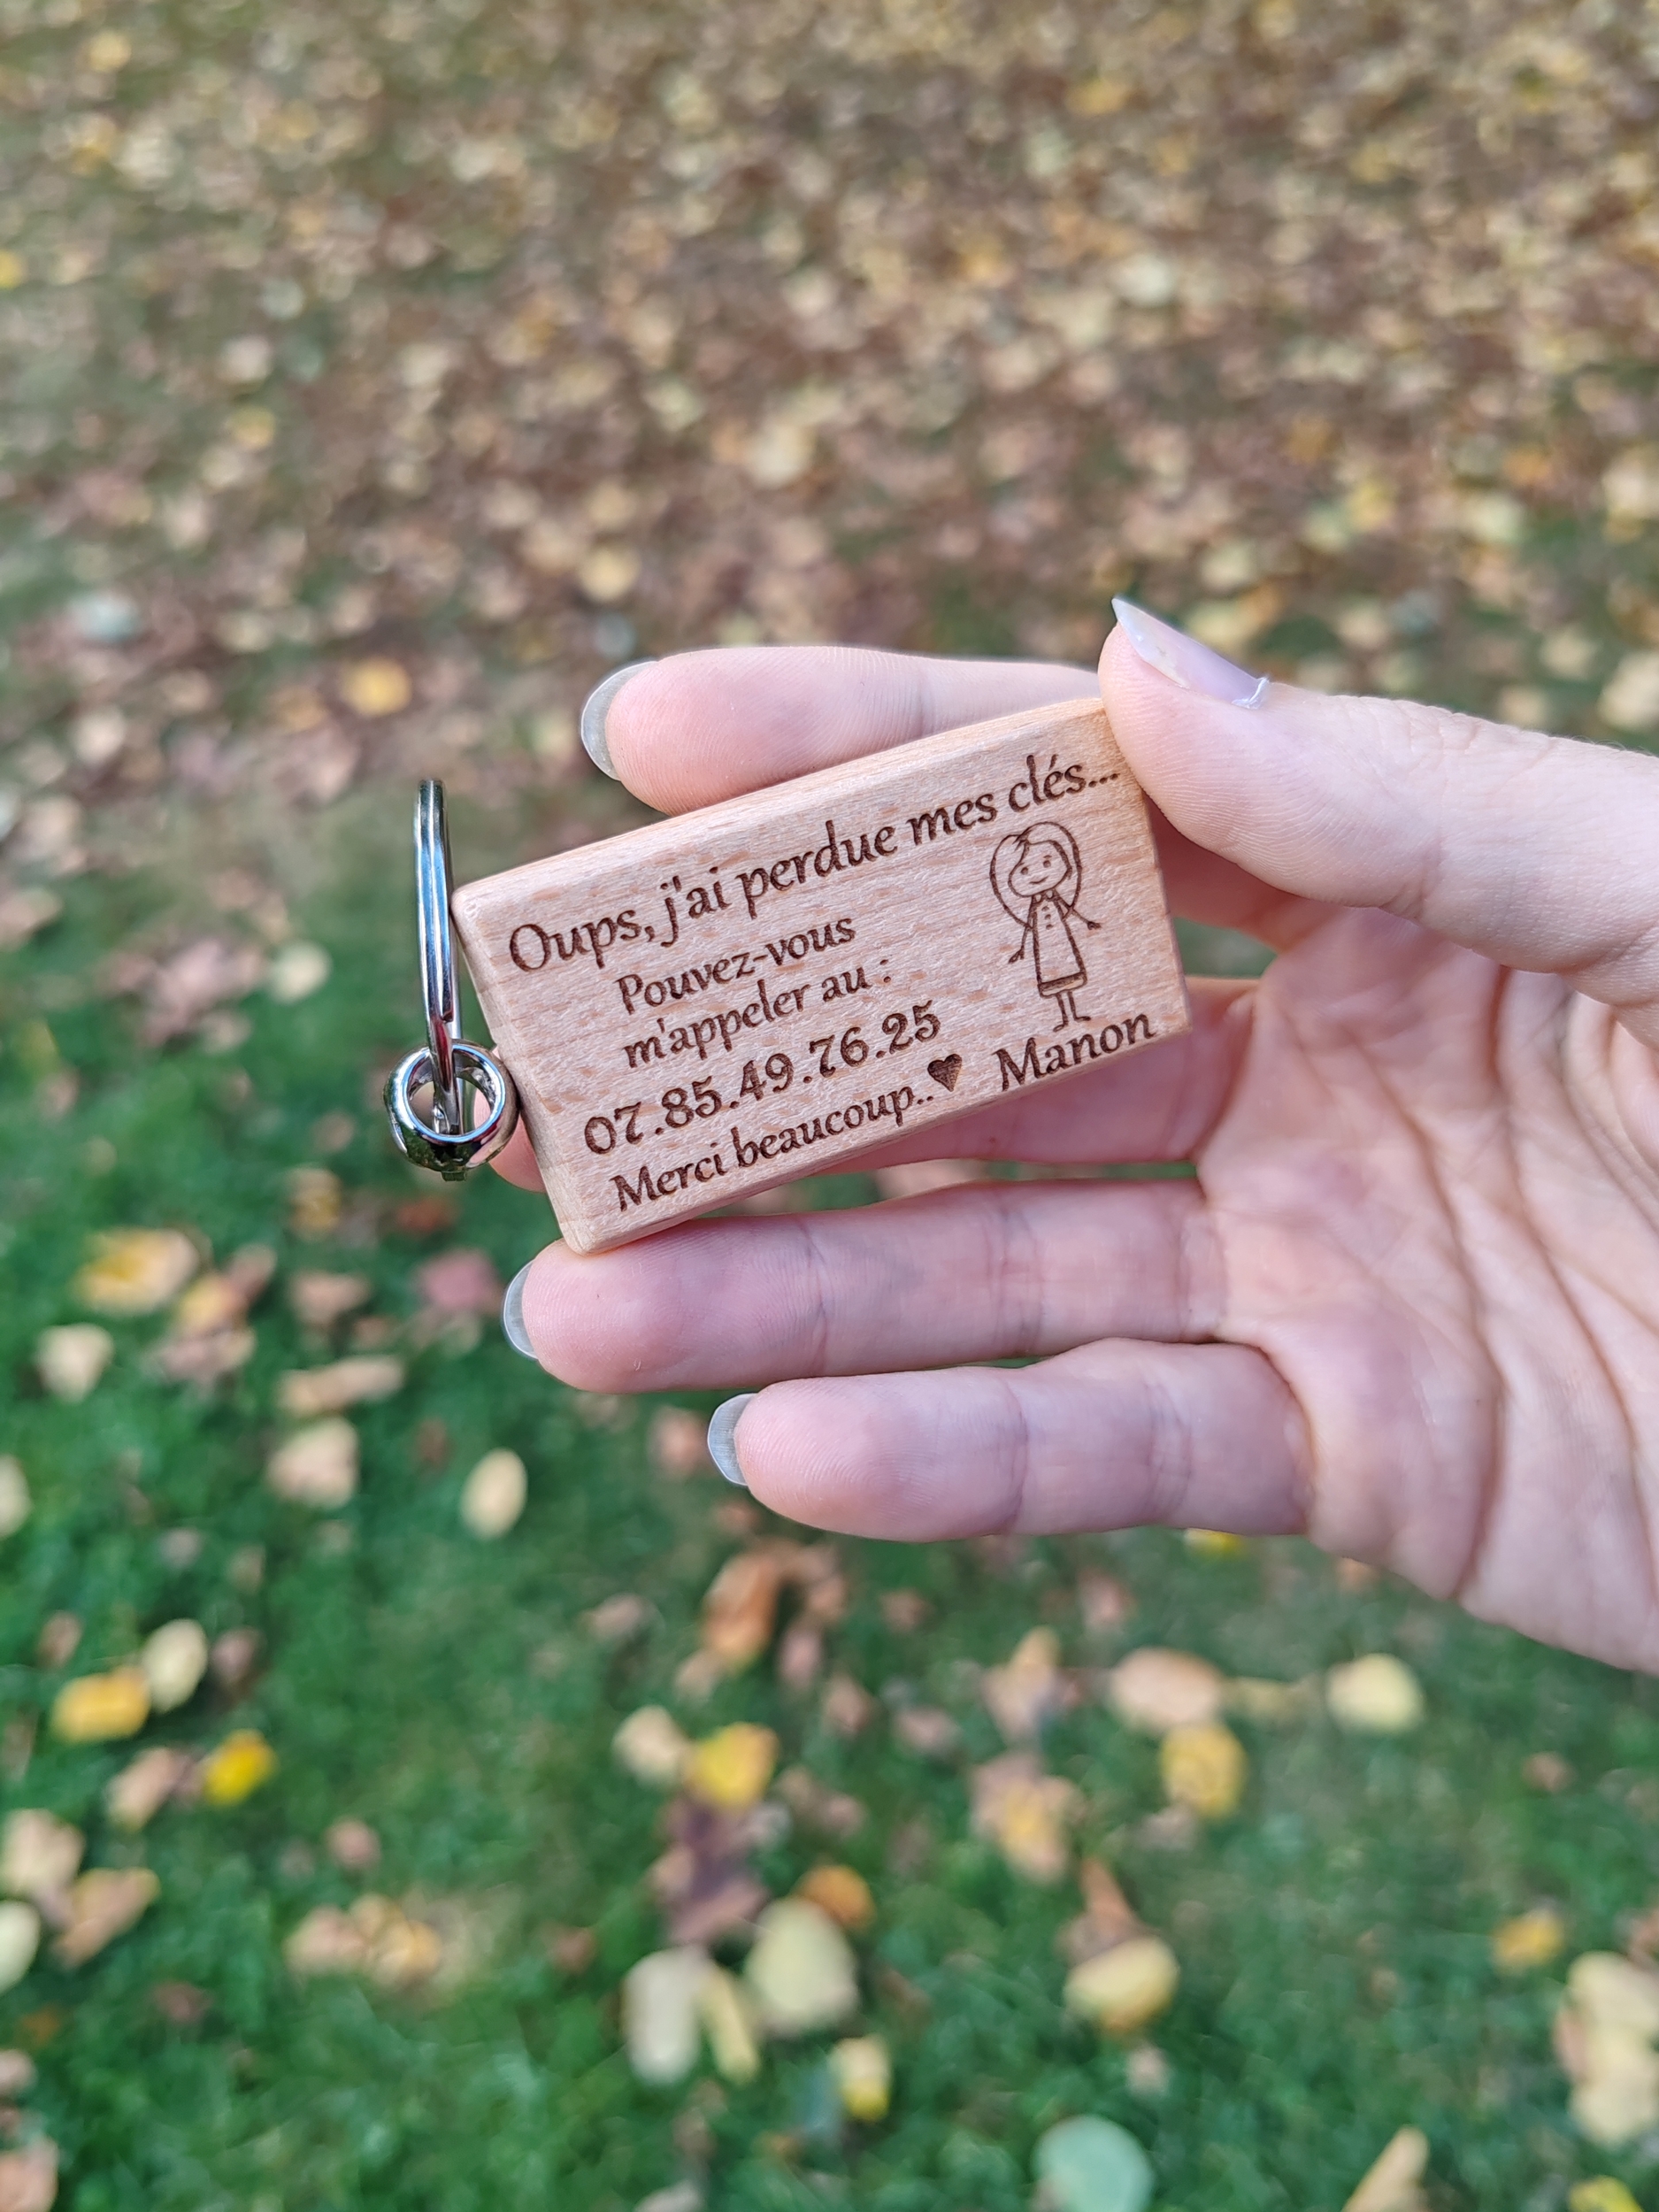 Oups, j'ai perdue mes clés...
Pouvez-vous
m'appeler au :
07.85.49.76.25
Merci beaucoup..♥
Manon